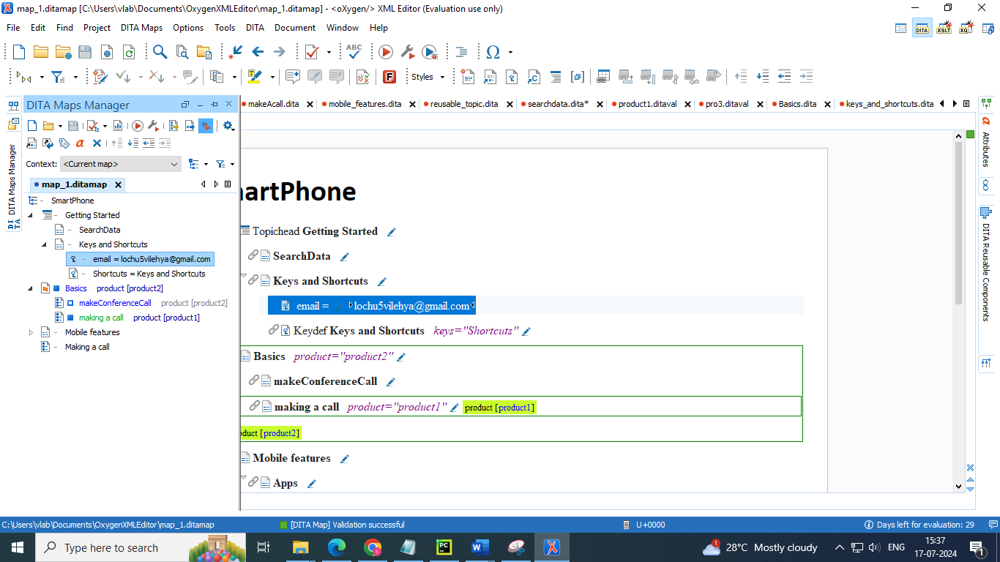 map_1.ditamap [C:\Users\vlab\Documents\OxygenXMLEditor\map_1.ditamap] - <oXygen/> XML Editor (Evaluation use only)
File Edit Find Project DITA Maps Options Tools DITA Document Window Help
DITA XSLT XQ
ABC
Styles
DITA Maps Manager
makeAcall.dita mobile_features.dita reusable_topic.dita searchdata.dita* product1.ditaval pro3.ditaval Basics.dita keys_and_shortcuts.dita
Context: <Current map>
map_1.ditamap
SmartPhone
Getting Started
SearchData
Keys and Shortcuts
email = lochu5vilehya@gmail.com
Shortcuts = Keys and Shortcuts
Basics product [product2]
makeConferenceCall product [product2]
making a call product [product1]
Mobile features
Making a call
DITA Maps Manager
artPhone
Topichead Getting Started
SearchData
Keys and Shortcuts
email = lochu5vilehya@gmail.com
Keydef Keys and Shortcuts keys="Shortcuts"
Basics product="product2"
makeConferenceCall
making a call product="product1" product [product1]
duct [product2]
Mobile features
Apps
Attributes
DITA Reusable Components
C:\Users\vlab\Documents\OxygenXMLEditor\map_1.ditamap [DITA Map] Validation successful U+0000 Days left for evaluation: 29
Type here to search
28°C Mostly cloudy
ENG
15:37
17-07-2024